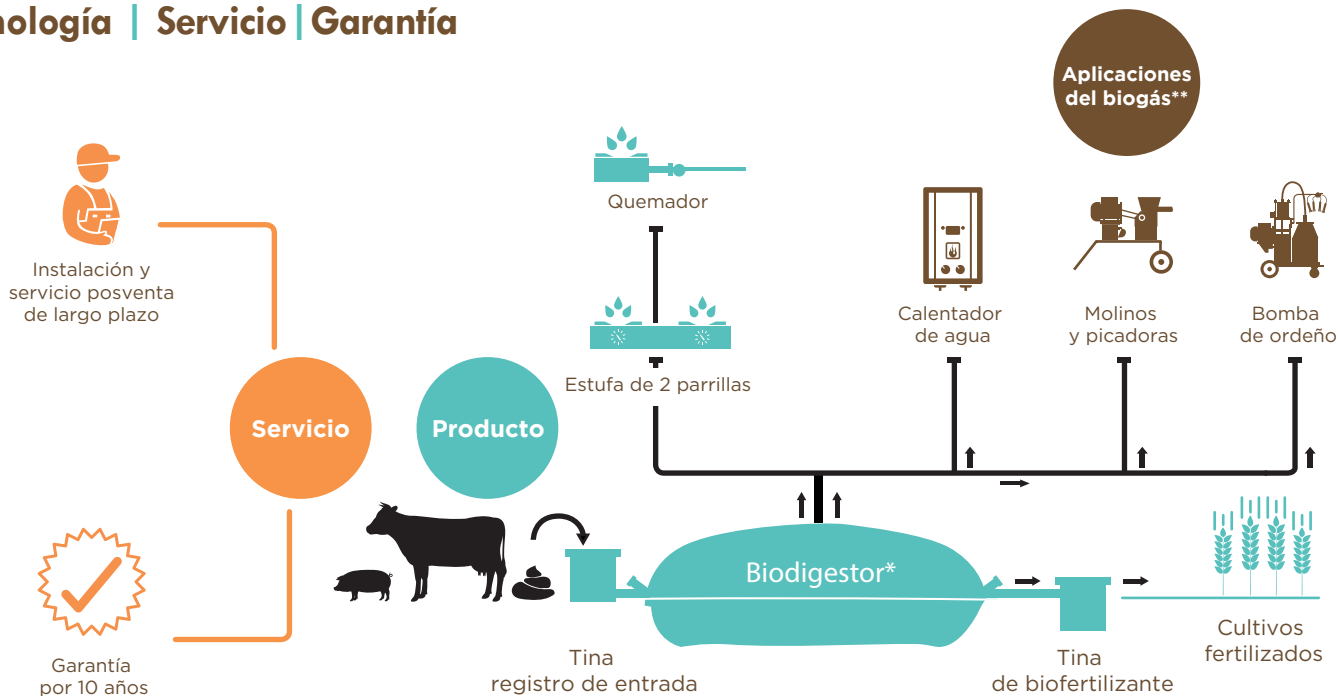 nología | Servicio | Garantía
Aplicaciones
del biogás**
Quemador
Instalación y
servicio posventa
de largo plazo
Calentador
de agua
Molinos
y picadoras
Bomba
de ordeño
Estufa de 2 parrillas
Servicio
Producto
Biodigestor*
Garantía
por 10 años
Tina
registro de entrada
Tina
de biofertilizante
Cultivos
fertilizados